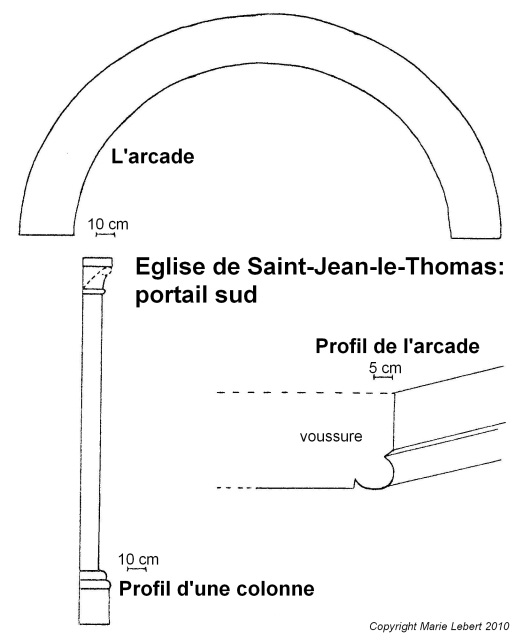 L'arcade
10 cm
Eglise de Saint-Jean-le-Thomas:
portail sud
Profil de l'arcade
5 cm
voussure
10 cm
Profil d'une colonne
Copyright Marie Lebert 2010